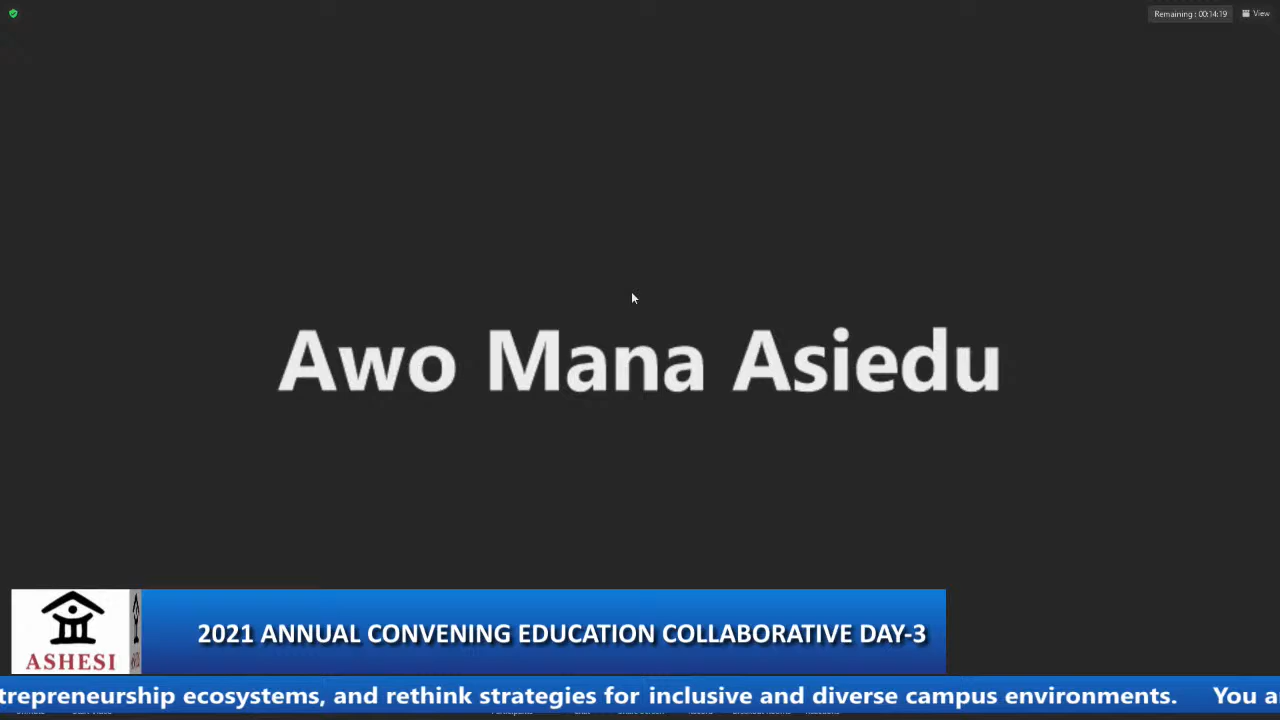 Remaining : 00:14:19
View
Awo Mana Asiedu
2021 ANNUAL CONVENING EDUCATION COLLABORATIVE DAY-3
ASHESI
trepreneurship ecosystems, and rethink strategies for inclusive and diverse campus environments. You a